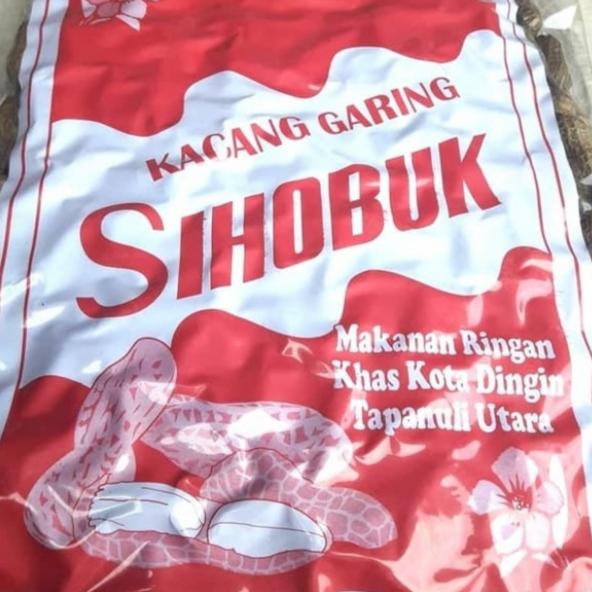 KACANG GARING
SIHOBUK
Makanan Ringan
Khas Kota Dingin
Tapanuli Utara